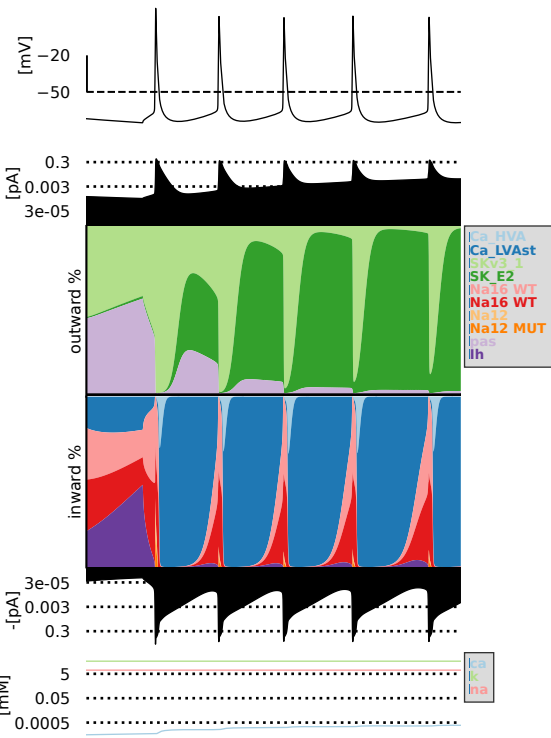 [mV]
−20
−50
-[pA]
0.3
0.003
3e-05
outward %
Ca_HVA
Ca_LVAst
SKv3_1
SK_E2
Na16 WT
Na16 WT
Na12
Na12 MUT
pas
Ih
inward %
-[pA]
3e-05
0.003
0.3
[mM]
5
0.05
0.0005
ca
k
na